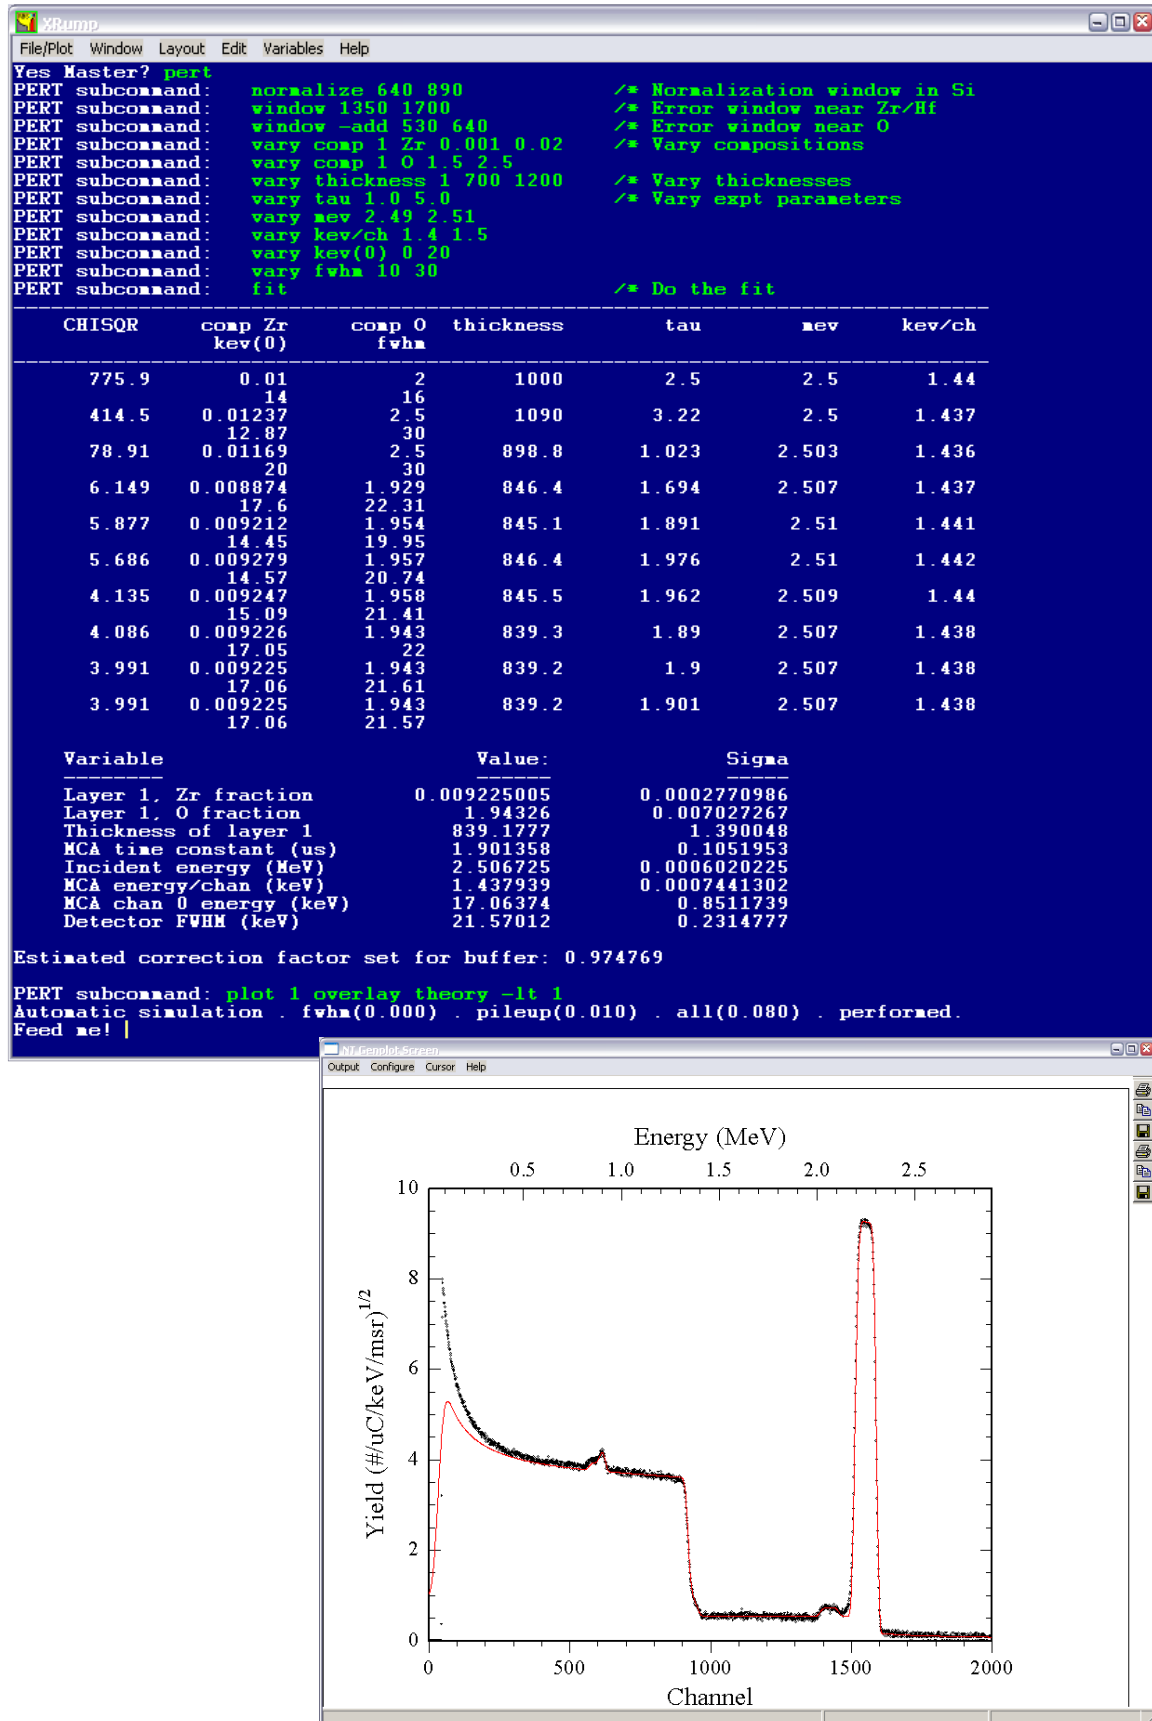 XRump
File/Plot Window Layout Edit Variables Help
Yes Master? pert
PERT subcommand: normalize 640 890 /* Normalization window in Si
PERT subcommand: window 1350 1700 /* Error window near Zr/Hf
PERT subcommand: window -add 530 640 /* Error window near O
PERT subcommand: vary comp 1 Zr 0.001 0.02 /* Vary compositions
PERT subcommand: vary comp 1 O 1.5 2.5
PERT subcommand: vary thickness 1 700 1200 /* Vary thicknesses
PERT subcommand: vary tau 1.0 5.0 /* Vary expt parameters
PERT subcommand: vary mev 2.49 2.51
PERT subcommand: vary kev/ch 1.4 1.5
PERT subcommand: vary kev(0) 0 20
PERT subcommand: vary fwhm 10 30
PERT subcommand: fit /* Do the fit
CHISQR comp Zr comp O thickness tau mev kev/ch
kev(0) fwhm
775.9 0.01 2 1000 2.5 2.5 1.44
14 16
414.5 0.01237 2.5 1090 3.22 2.5 1.437
12.87 30
78.91 0.01169 2.5 898.8 1.023 2.503 1.436
20 30
6.149 0.008874 1.929 846.4 1.694 2.507 1.437
17.6 22.31
5.877 0.009212 1.954 845.1 1.891 2.51 1.441
14.45 19.95
5.686 0.009279 1.957 846.4 1.976 2.51 1.442
14.57 20.74
4.135 0.009247 1.958 845.5 1.962 2.509 1.44
15.09 21.41
4.086 0.009226 1.943 839.3 1.89 2.507 1.438
17.05 22
3.991 0.009225 1.943 839.2 1.9 2.507 1.438
17.06 21.61
3.991 0.009225 1.943 839.2 1.901 2.507 1.438
17.06 21.57
Variable Value: Sigma
Layer 1, Zr fraction 0.009225005 0.0002770986
Layer 1, O fraction 1.94326 0.007027267
Thickness of layer 1 839.1777 1.390048
MCA time constant (us) 1.901358 0.1051953
Incident energy (MeV) 2.506725 0.0006020225
MCA energy/chan (keV) 1.437939 0.0007441302
MCA chan 0 energy (keV) 17.06374 0.8511739
Detector FWHM (keV) 21.57012 0.2314777
Estimated correction factor set for buffer: 0.974769
PERT subcommand: plot 1 overlay theory -lt 1
Automatic simulation . fwhm(0.000) . pileup(0.010) . all(0.080) . performed.
Feed me!
NT Genplot Screen
Output Configure Cursor Help
Energy (MeV)
0.5 1.0 1.5 2.0 2.5
10
8
6
4
2
0
Yield (#/uC/keV/msr)1/2
0 500 1000 1500 2000
Channel